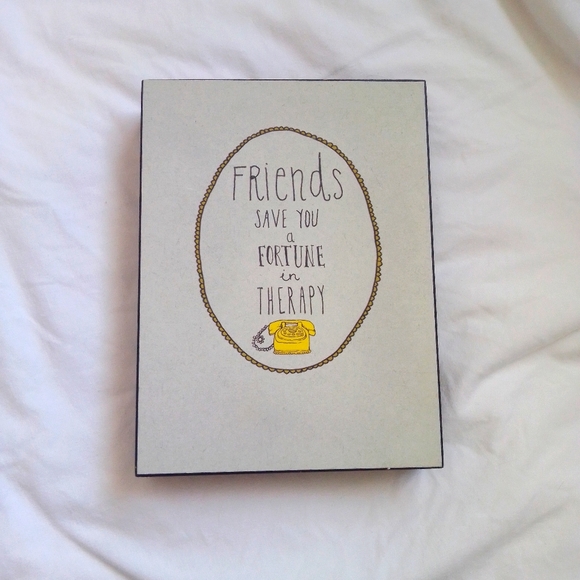 FRiends
SAVE YOU
a
FORTUNE
in
THERAPY